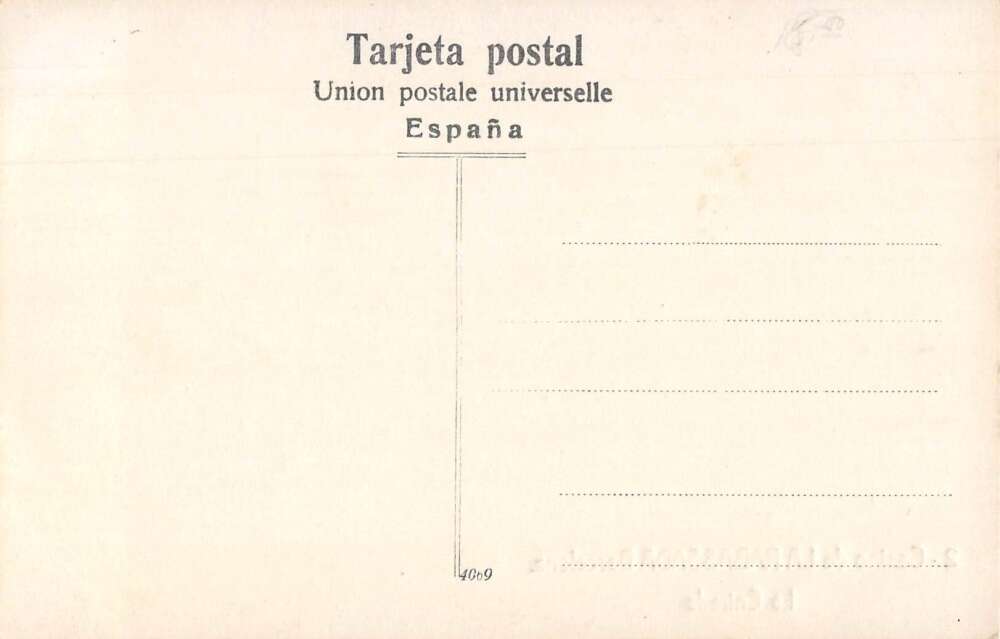 Tarjeta postal
Union postale universelle
España
4069